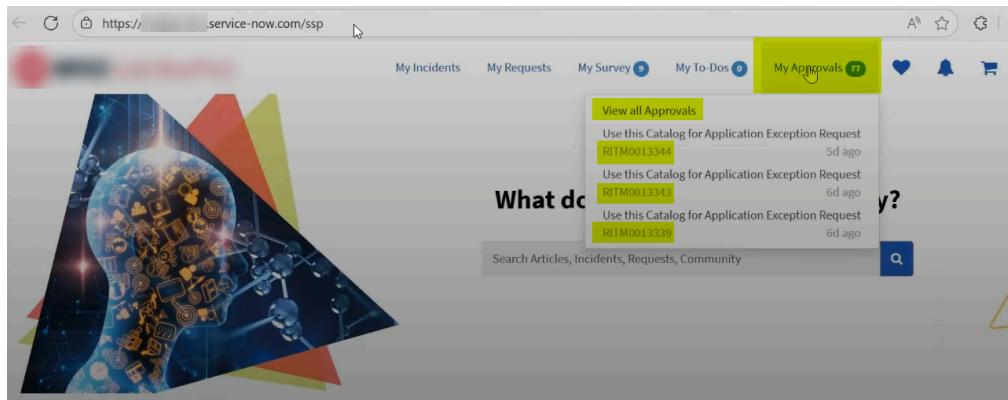 https://
.service-now.com/ssp
My Incidents
My Requests
My Survey 9
My To-Dos 0
My Approvals 77
View all Approvals
Use this Catalog for Application Exception Request
RITM0013344 5d ago
Use this Catalog for Application Exception Request
RITM0013343 6d ago
Use this Catalog for Application Exception Request
RITM0013339 6d ago
What do
y?
Search Articles, Incidents, Requests, Community